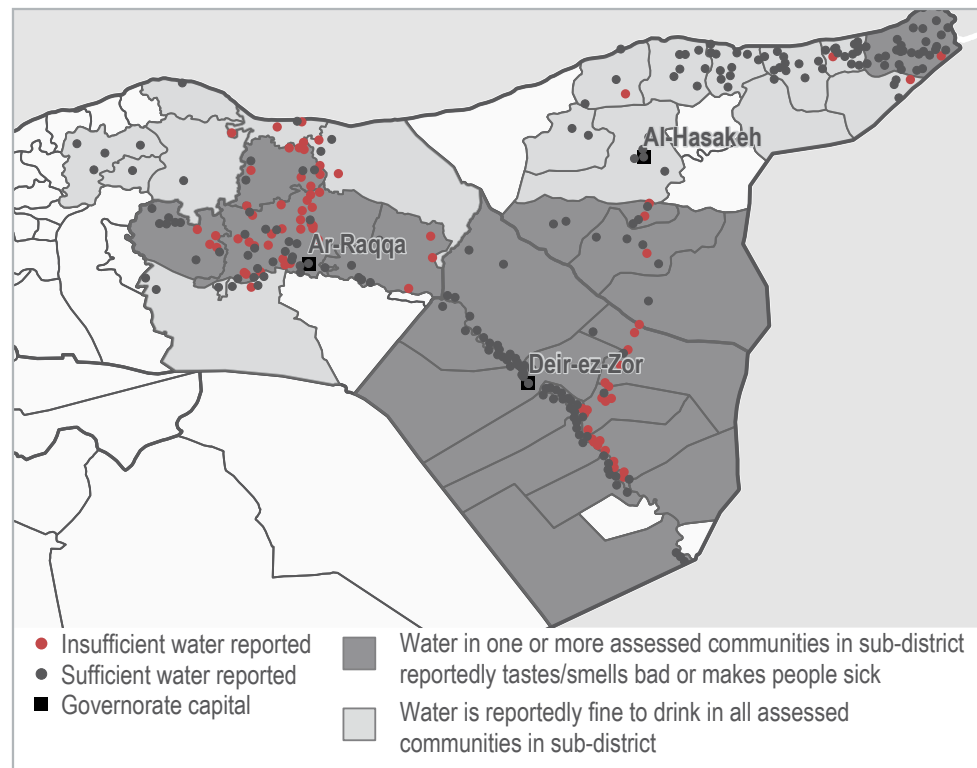 Al-Hasakeh
Ar-Raqqa
Deir-ez-Zor
Insufficient water reported
Sufficient water reported
Governorate capital
Water in one or more assessed communities in sub-district
reportedly tastes/smells bad or makes people sick
Water is reportedly fine to drink in all assessed
communities in sub-district